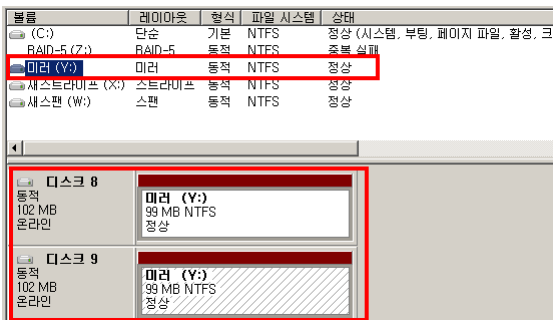 볼륨 레이아웃 형식 파일 시스템 상태
(C:) 단순 기본 NTFS 정상 (시스템, 부팅, 페이지 파일, 활성, 크
RAID-5 (Z:) RAID-5 동적 NTFS 중복 실패
미러 (Y:) 미러 동적 NTFS 정상
새스트라이프 (X:) 스트라이프 동적 NTFS 정상
새스팬 (W:) 스팬 동적 NTFS 정상
디스크 8
동적
102 MB
온라인
미러 (Y:)
99 MB NTFS
정상
디스크 9
동적
102 MB
온라인
미러 (Y:)
99 MB NTFS
정상